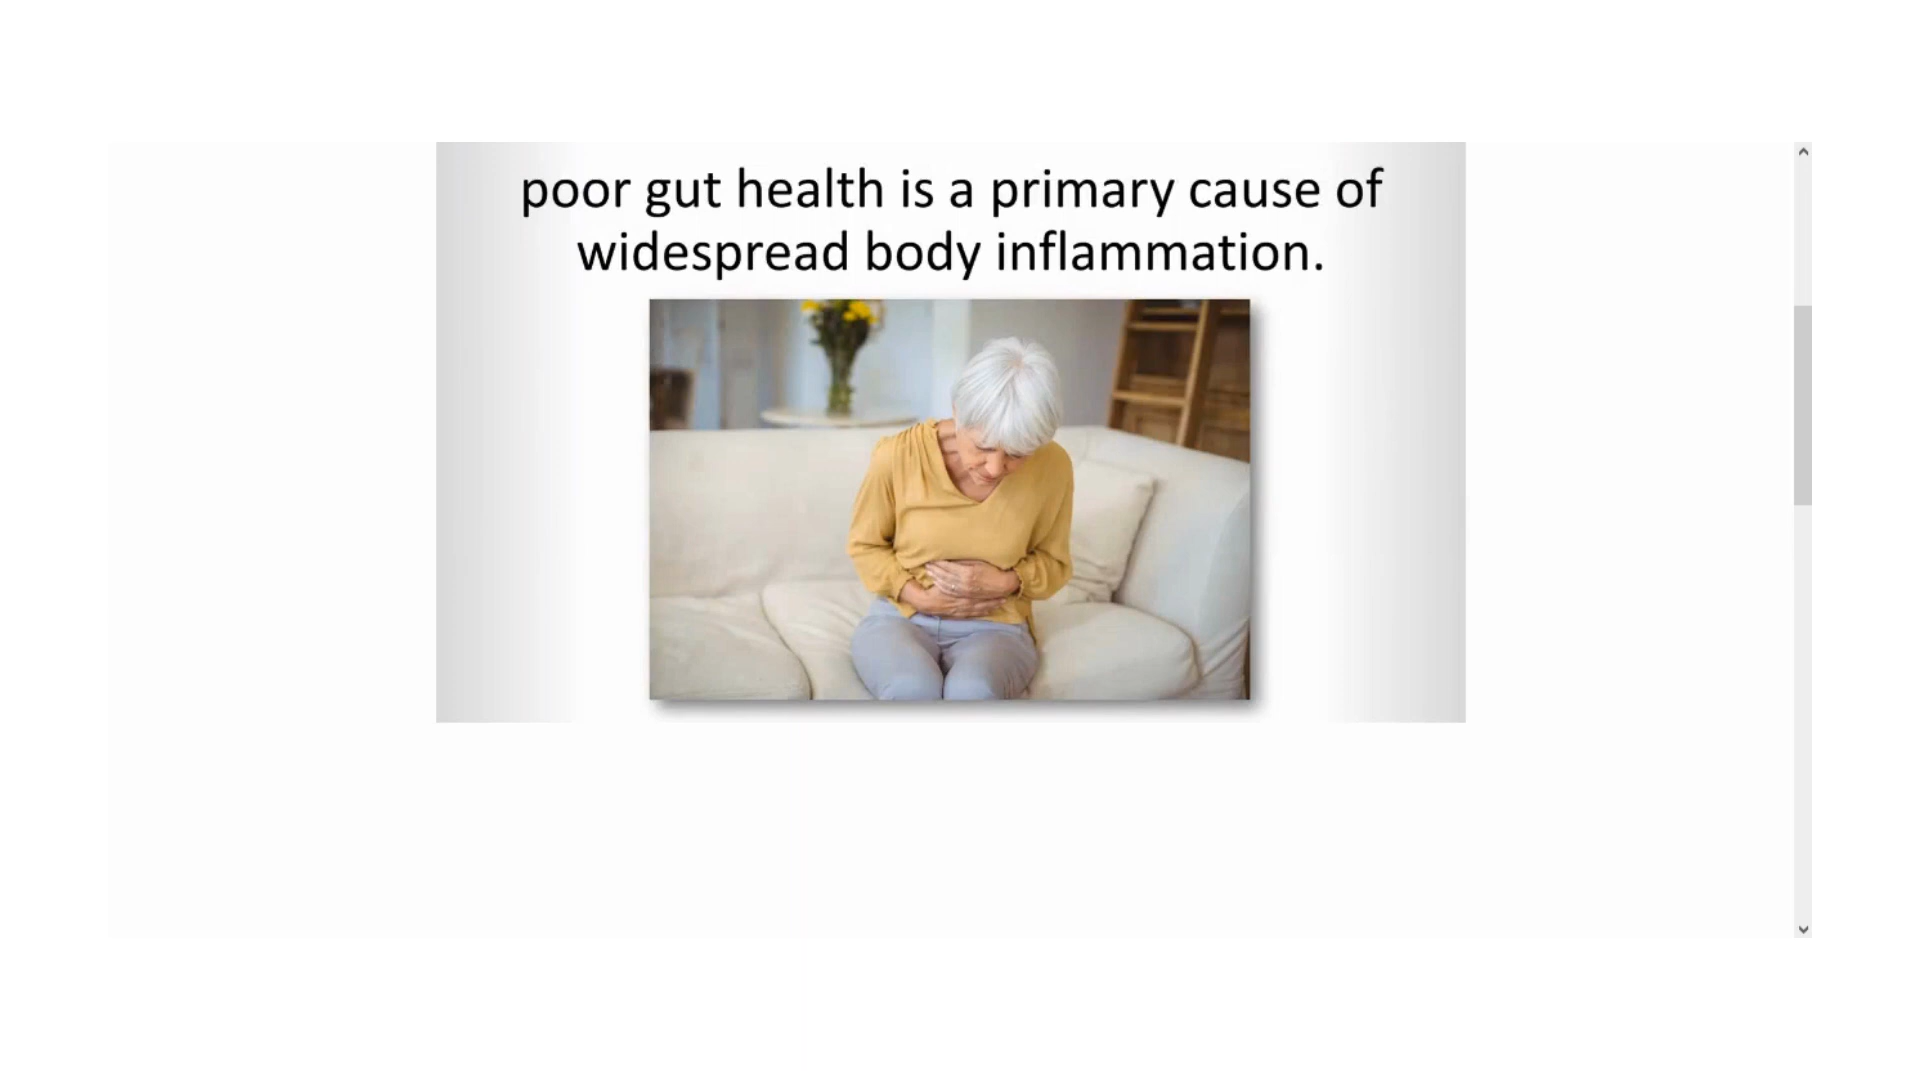 poor gut health is a primary cause of
widespread body inflammation.